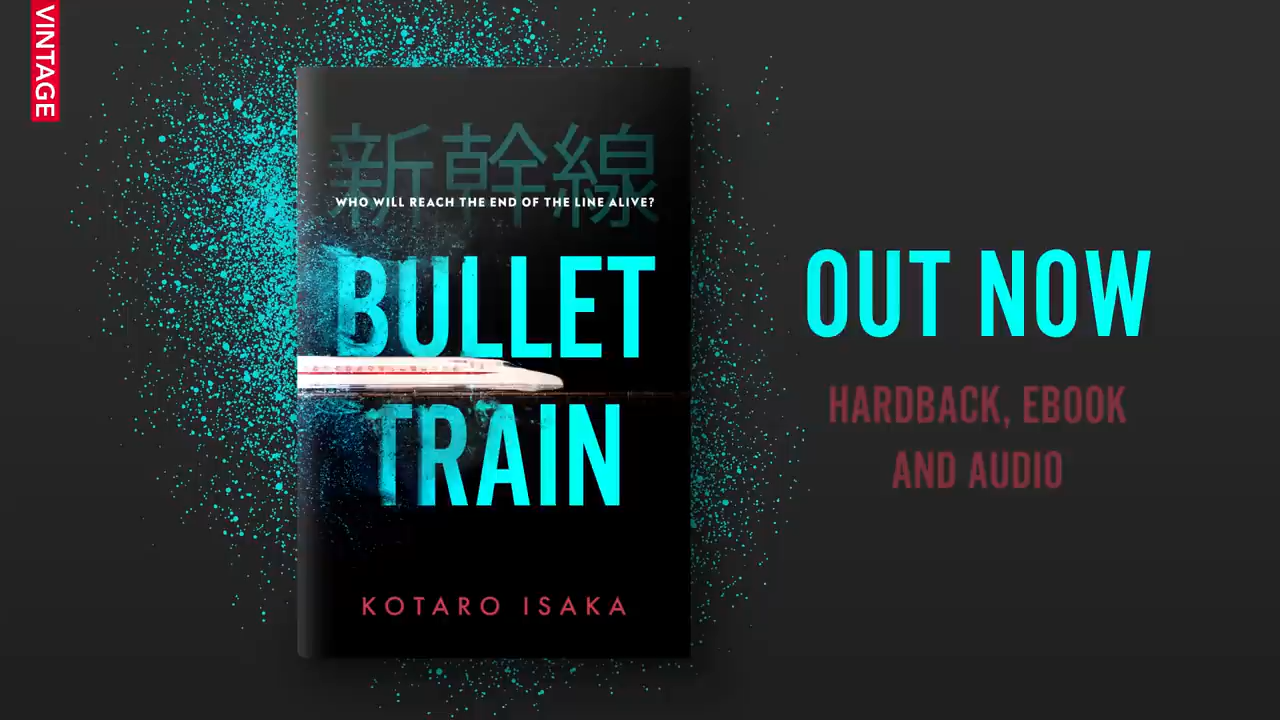 VINTAGE
新幹線
WHO WILL REACH THE END OF THE LINE ALIVE?
BULLET
TRAIN
KOTARO ISAKA
OUT NOW
HARDBACK, EBOOK
AND AUDIO